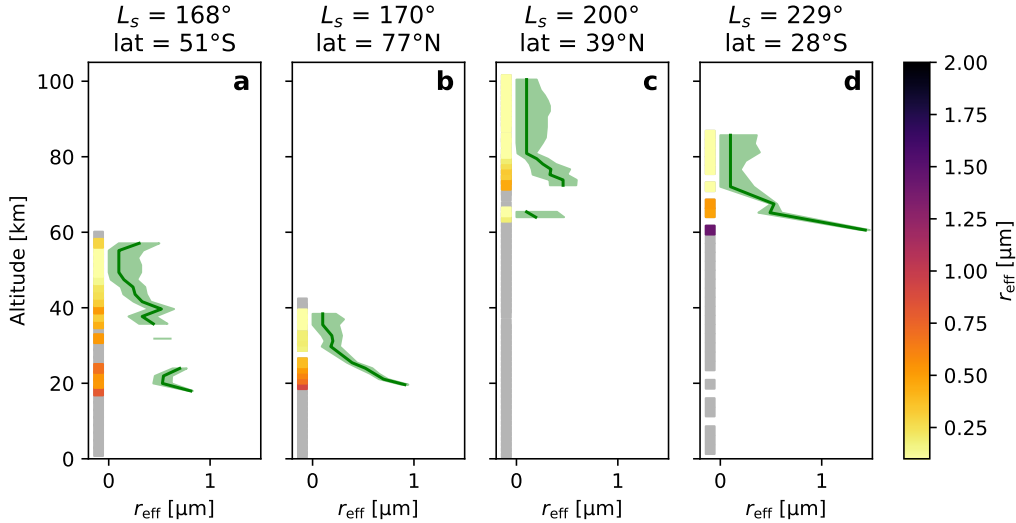 L_s = 168°
lat = 51°S
L_s = 170°
lat = 77°N
L_s = 200°
lat = 39°N
L_s = 229°
lat = 28°S
a
b
c
d
Altitude [km]
100
80
60
40
20
0
0 1
r_eff [µm]
0 1
r_eff [µm]
0 1
r_eff [µm]
0 1
r_eff [µm]
2.00
1.75
1.50
1.25
1.00
0.75
0.50
0.25
r_eff [µm]